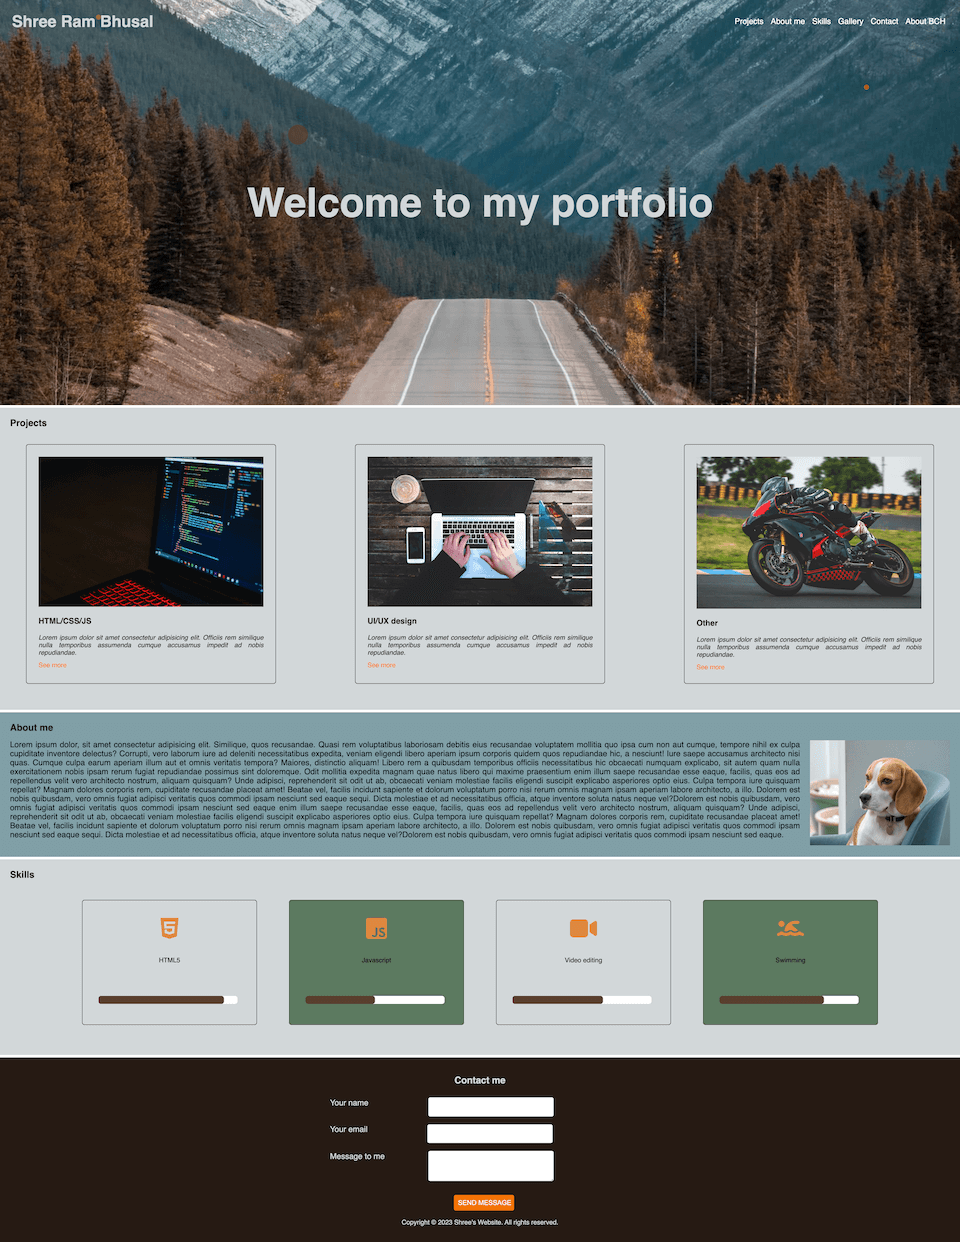 Shree Ram Bhusal
Projects About me Skills Gallery Contact About BCH
Welcome to my portfolio
Projects
HTML/CSS/JS
Lorem ipsum dolor sit amet consectetur adipisicing elit. Officiis rem similique
nulla temporibus assumenda cumque accusamus impedit ad nobis
repudiandae.
See more
UI/UX design
Lorem ipsum dolor sit amet consectetur adipisicing elit. Officiis rem similique
nulla temporibus assumenda cumque accusamus impedit ad nobis
repudiandae.
See more
Other
Lorem ipsum dolor sit amet consectetur adipisicing elit. Officiis rem similique
nulla temporibus assumenda cumque accusamus impedit ad nobis
repudiandae.
See more
About me
Lorem ipsum dolor, sit amet consectetur adipisicing elit. Similique, quos recusandae. Quasi rem voluptatibus laboriosam debitis eius recusandae voluptatem mollitia quo ipsa cum non aut cumque, tempore nihil ex culpa
cupiditate inventore delectus? Corrupti, vero laborum iure ad deleniti necessitatibus expedita, veniam eligendi libero aperiam ipsum corporis quidem quos repudiandae hic, a nesciunt! Iure saepe accusamus architecto nisi
quas. Cumque culpa earum aperiam illum aut et omnis veritatis tempora? Maiores, distinctio aliquam! Libero rem a quibusdam temporibus officiis necessitatibus hic obcaecati numquam explicabo, sit autem quam nulla
exercitationem nobis ipsam rerum fugiat repudiandae possimus sint doloremque. Odit mollitia expedita magnam quae natus libero qui maxime praesentium enim illum saepe recusandae esse eaque, facilis, quas eos ad
repellendus velit vero architecto nostrum, aliquam quisquam? Unde adipisci, reprehenderit sit odit ut ab, obcaecati veniam molestiae facilis eligendi suscipit explicabo asperiores optio eius. Culpa tempora iure quisquam
repellat? Magnam dolores corporis rem, cupiditate recusandae placeat amet! Beatae vel, facilis incidunt sapiente et dolorum voluptatum porro nisi rerum omnis magnam ipsam aperiam labore architecto, a illo. Dolorem est
nobis quibusdam, vero omnis fugiat adipisci veritatis quos commodi ipsam nesciunt sed eaque sequi. Dicta molestiae et ad necessitatibus officia, atque inventore soluta natus neque vel?Dolorem est nobis quibusdam, vero
omnis fugiat adipisci veritatis quos commodi ipsam nesciunt sed eaque enim illum saepe recusandae esse eaque, facilis, quas eos ad repellendus velit vero architecto nostrum, aliquam quisquam? Unde adipisci,
reprehenderit sit odit ut ab, obcaecati veniam molestiae facilis eligendi suscipit explicabo asperiores optio eius. Culpa tempora iure quisquam repellat? Magnam dolores corporis rem, cupiditate recusandae placeat amet!
Beatae vel, facilis incidunt sapiente et dolorum voluptatum porro nisi rerum omnis magnam ipsam aperiam labore architecto, a illo. Dolorem est nobis quibusdam, vero omnis fugiat adipisci veritatis quos commodi ipsam
nesciunt sed eaque sequi. Dicta molestiae et ad necessitatibus officia, atque inventore soluta natus neque vel?Dolorem est nobis quibusdam, vero omnis fugiat adipisci veritatis quos commodi ipsam nesciunt sed eaque.
Skills
HTML5
JS
Javascript
Video editing
Swimming
Contact me
Your name
Your email
Message to me
SEND MESSAGE
Copyright © 2023 Shree's Website. All rights reserved.